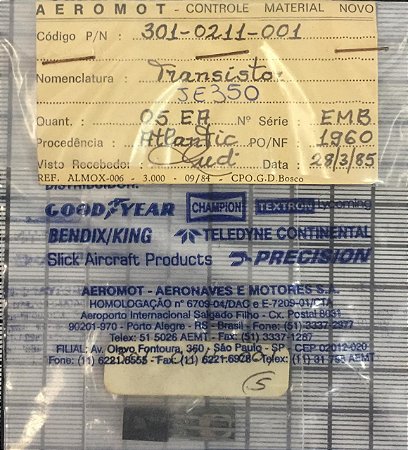 AEROMOT - CONTROLE MATERIAL NOVO
Código P/N : 301-0211-001
Nomenclatura : Transistor
JE350
Quant. : 05 EA Nº Série : EMB
Procedência : Atlantic PO/NF : 1960
Visto Recebedor Data : 28/3/85
REF. ALMOX-006 - 3.000 - 09/84 - CPO.G.D.Bosco
DISTRIBUIDOR:
GOODYEAR CHAMPION TEXTRON Lycoming
BENDIX/KING TELEDYNE CONTINENTAL
Slick Aircraft Products PRECISION
AEROMOT - AERONAVES E MOTORES S.A.
HOMOLOGAÇÃO nº 6709-04/DAC e E-7209-01/CTA
Aeroporto Internacional Salgado Filho - Cx. Postal 8031
90201-970 - Porto Alegre - RS - Brasil - Fone: (51) 3337-2977
Telex: 51 5026 AEMT - Fax: (51) 3337-1287
FILIAL: Av. Olavo Fontoura, 360 - São Paulo - SP - CEP 02012-020
Fone: (11) 6221-8555 - Fax (11) 6221-6928 - Telex: (11) 31 758 AEMT
5